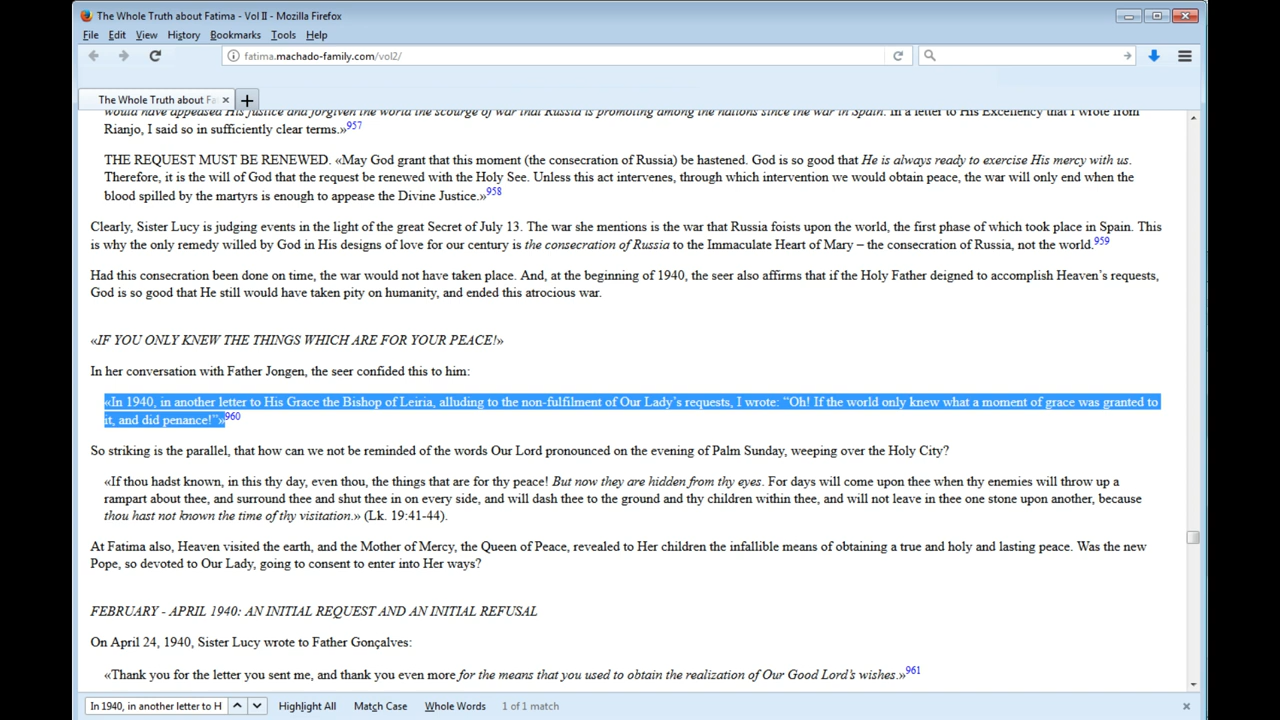 The Whole Truth about Fatima - Vol II - Mozilla Firefox
File Edit View History Bookmarks Tools Help
fatima.machado-family.com/vol2/
The Whole Truth about Fa
would have appeased His justice and forgiven the world the scourge of war that Russia is promoting among the nations since the war in Spain. In a letter to His Excellency that I wrote from
Rianjo, I said so in sufficiently clear terms.»957
THE REQUEST MUST BE RENEWED. «May God grant that this moment (the consecration of Russia) be hastened. God is so good that He is always ready to exercise His mercy with us.
Therefore, it is the will of God that the request be renewed with the Holy See. Unless this act intervenes, through which intervention we would obtain peace, the war will only end when the
blood spilled by the martyrs is enough to appease the Divine Justice.»958
Clearly, Sister Lucy is judging events in the light of the great Secret of July 13. The war she mentions is the war that Russia foists upon the world, the first phase of which took place in Spain. This
is why the only remedy willed by God in His designs of love for our century is the consecration of Russia to the Immaculate Heart of Mary – the consecration of Russia, not the world.959
Had this consecration been done on time, the war would not have taken place. And, at the beginning of 1940, the seer also affirms that if the Holy Father deigned to accomplish Heaven’s requests,
God is so good that He still would have taken pity on humanity, and ended this atrocious war.
«IF YOU ONLY KNEW THE THINGS WHICH ARE FOR YOUR PEACE!»
In her conversation with Father Jongen, the seer confided this to him:
«In 1940, in another letter to His Grace the Bishop of Leiria, alluding to the non-fulfilment of Our Lady’s requests, I wrote: “Oh! If the world only knew what a moment of grace was granted to
it, and did penance!”»960
So striking is the parallel, that how can we not be reminded of the words Our Lord pronounced on the evening of Palm Sunday, weeping over the Holy City?
«If thou hadst known, in this thy day, even thou, the things that are for thy peace! But now they are hidden from thy eyes. For days will come upon thee when thy enemies will throw up a
rampart about thee, and surround thee and shut thee in on every side, and will dash thee to the ground and thy children within thee, and will not leave in thee one stone upon another, because
thou hast not known the time of thy visitation.» (Lk. 19:41-44).
At Fatima also, Heaven visited the earth, and the Mother of Mercy, the Queen of Peace, revealed to Her children the infallible means of obtaining a true and holy and lasting peace. Was the new
Pope, so devoted to Our Lady, going to consent to enter into Her ways?
FEBRUARY - APRIL 1940: AN INITIAL REQUEST AND AN INITIAL REFUSAL
On April 24, 1940, Sister Lucy wrote to Father Gonçalves:
«Thank you for the letter you sent me, and thank you even more for the means that you used to obtain the realization of Our Good Lord’s wishes.»961
In 1940, in another letter to H Highlight All Match Case Whole Words 1 of 1 match